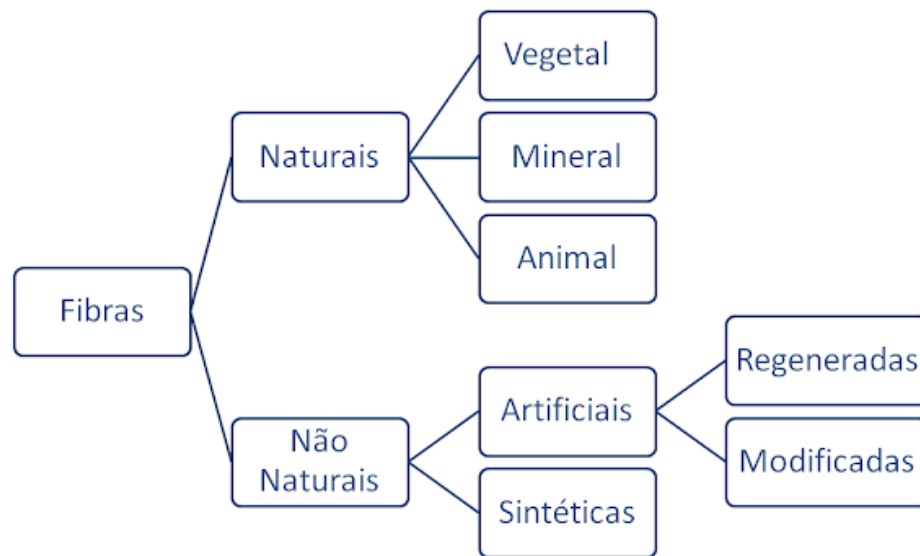 Vegetal
Naturais
Mineral
Animal
Fibras
Regeneradas
Artificiais
Não
Naturais
Modificadas
Sintéticas